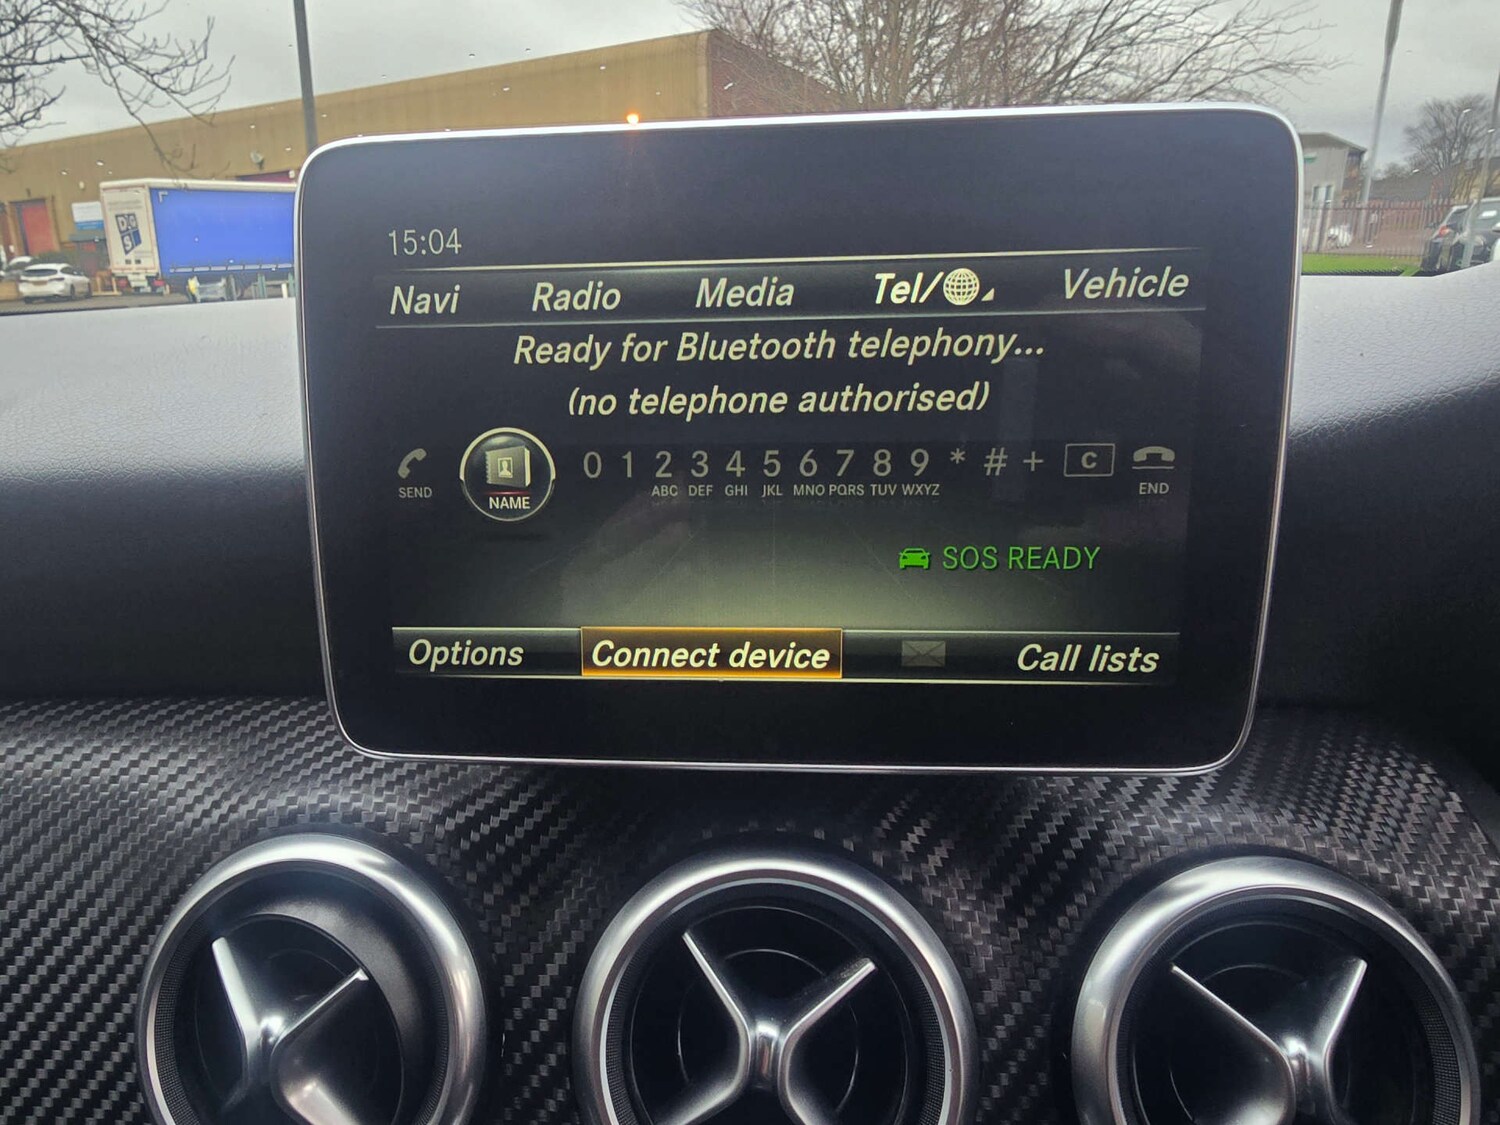 DGS
15:04
Navi Radio Media Tel/ Vehicle
Ready for Bluetooth telephony...
(no telephone authorised)
0 1 2 3 4 5 6 7 8 9 * # + C
SEND NAME ABC DEF GHI JKL MNO PQRS TUV WXYZ END
SOS READY
Options Connect device Call lists